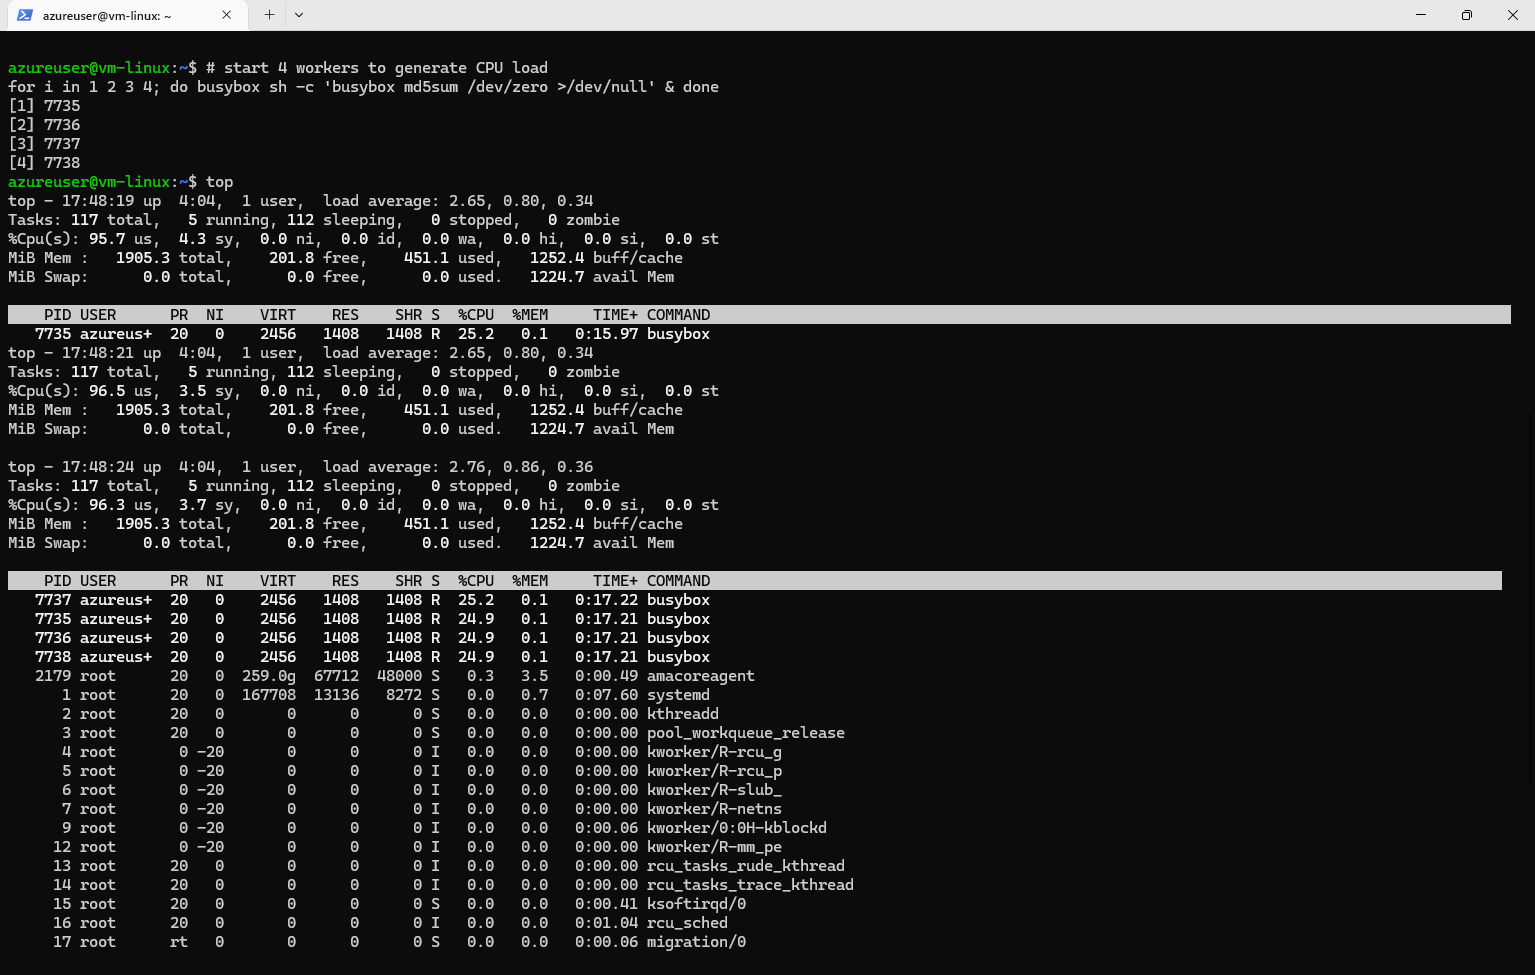 azureuser@vm-linux: ~
azureuser@vm-linux:~$ # start 4 workers to generate CPU load
for i in 1 2 3 4; do busybox sh -c 'busybox md5sum /dev/zero >/dev/null' & done
[1] 7735
[2] 7736
[3] 7737
[4] 7738
azureuser@vm-linux:~$ top
top - 17:48:19 up  4:04,  1 user,  load average: 2.65, 0.80, 0.34
Tasks: 117 total,   5 running, 112 sleeping,   0 stopped,   0 zombie
%Cpu(s): 95.7 us,  4.3 sy,  0.0 ni,  0.0 id,  0.0 wa,  0.0 hi,  0.0 si,  0.0 st
MiB Mem :   1905.3 total,    201.8 free,    451.1 used,   1252.4 buff/cache
MiB Swap:      0.0 total,      0.0 free,      0.0 used.   1224.7 avail Mem
    PID USER      PR  NI    VIRT    RES    SHR S  %CPU  %MEM     TIME+ COMMAND
   7735 azureus+  20   0    2456   1408   1408 R  25.2   0.1   0:15.97 busybox
top - 17:48:21 up  4:04,  1 user,  load average: 2.65, 0.80, 0.34
Tasks: 117 total,   5 running, 112 sleeping,   0 stopped,   0 zombie
%Cpu(s): 96.5 us,  3.5 sy,  0.0 ni,  0.0 id,  0.0 wa,  0.0 hi,  0.0 si,  0.0 st
MiB Mem :   1905.3 total,    201.8 free,    451.1 used,   1252.4 buff/cache
MiB Swap:      0.0 total,      0.0 free,      0.0 used.   1224.7 avail Mem
top - 17:48:24 up  4:04,  1 user,  load average: 2.76, 0.86, 0.36
Tasks: 117 total,   5 running, 112 sleeping,   0 stopped,   0 zombie
%Cpu(s): 96.3 us,  3.7 sy,  0.0 ni,  0.0 id,  0.0 wa,  0.0 hi,  0.0 si,  0.0 st
MiB Mem :   1905.3 total,    201.8 free,    451.1 used,   1252.4 buff/cache
MiB Swap:      0.0 total,      0.0 free,      0.0 used.   1224.7 avail Mem
    PID USER      PR  NI    VIRT    RES    SHR S  %CPU  %MEM     TIME+ COMMAND
   7737 azureus+  20   0    2456   1408   1408 R  25.2   0.1   0:17.22 busybox
   7735 azureus+  20   0    2456   1408   1408 R  24.9   0.1   0:17.21 busybox
   7736 azureus+  20   0    2456   1408   1408 R  24.9   0.1   0:17.21 busybox
   7738 azureus+  20   0    2456   1408   1408 R  24.9   0.1   0:17.21 busybox
   2179 root      20   0  259.0g  67712  48000 S   0.3   3.5   0:00.49 amacoreagent
      1 root      20   0  167708  13136   8272 S   0.0   0.7   0:07.60 systemd
      2 root      20   0       0      0      0 S   0.0   0.0   0:00.00 kthreadd
      3 root      20   0       0      0      0 S   0.0   0.0   0:00.00 pool_workqueue_release
      4 root       0 -20       0      0      0 I   0.0   0.0   0:00.00 kworker/R-rcu_g
      5 root       0 -20       0      0      0 I   0.0   0.0   0:00.00 kworker/R-rcu_p
      6 root       0 -20       0      0      0 I   0.0   0.0   0:00.00 kworker/R-slub_
      7 root       0 -20       0      0      0 I   0.0   0.0   0:00.00 kworker/R-netns
      9 root       0 -20       0      0      0 I   0.0   0.0   0:00.06 kworker/0:0H-kblockd
     12 root       0 -20       0      0      0 I   0.0   0.0   0:00.00 kworker/R-mm_pe
     13 root      20   0       0      0      0 I   0.0   0.0   0:00.00 rcu_tasks_rude_kthread
     14 root      20   0       0      0      0 I   0.0   0.0   0:00.00 rcu_tasks_trace_kthread
     15 root      20   0       0      0      0 S   0.0   0.0   0:00.41 ksoftirqd/0
     16 root      20   0       0      0      0 I   0.0   0.0   0:01.04 rcu_sched
     17 root      rt   0       0      0      0 S   0.0   0.0   0:00.06 migration/0